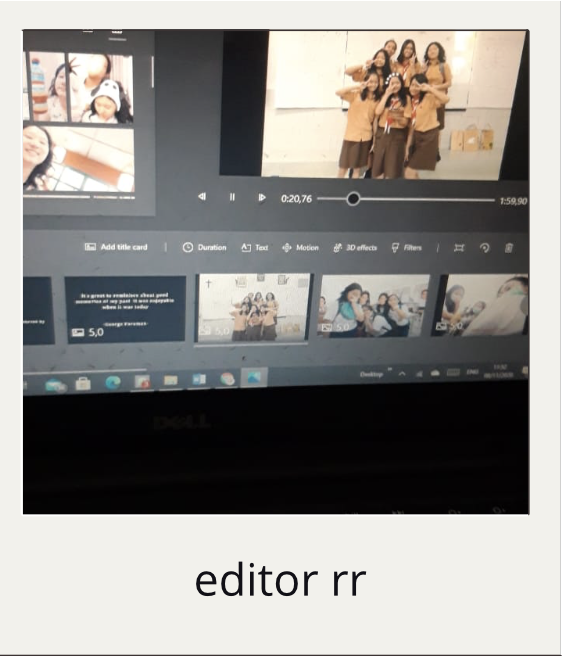 0:20,76
1:59,90
Add title card
Duration
Text
Motion
3D effects
Filters
It's great to reminisce about good
memories of my past. It was enjoyable
when it was today
5,0
5,0
5,0
5,0
Desktop
ENG
DELL
editor rr